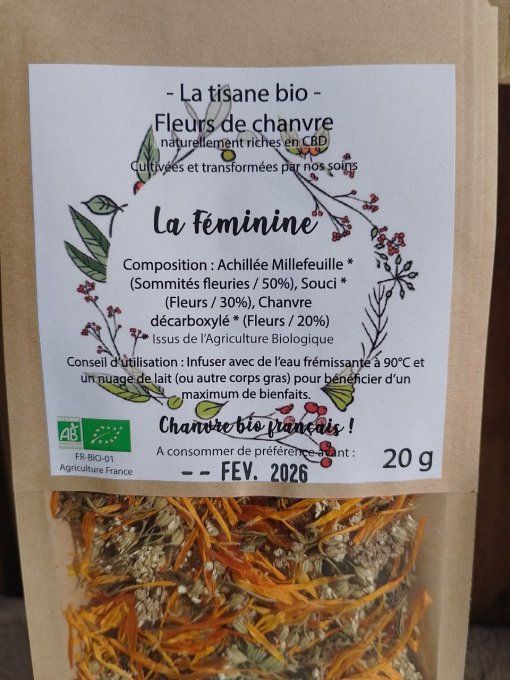 - La tisane bio -
Fleurs de chanvre
naturellement riches en CBD
Cultivées et transformées par nos soins
La Féminine
Composition : Achillée Millefeuille *
(Sommités fleuries / 50%), Souci *
(Fleurs / 30%), Chanvre
décarboxylé * (Fleurs / 20%)
* Issus de l'Agriculture Biologique
Conseil d'utilisation : Infuser avec de l'eau frémissante à 90°C et
un nuage de lait (ou autre corps gras) pour bénéficier d'un
maximum de bienfaits.
Chanvre bio français !
AB
FR-BIO-01
Agriculture France
A consommer de préférence avant :
-- FEV. 2026
20 g